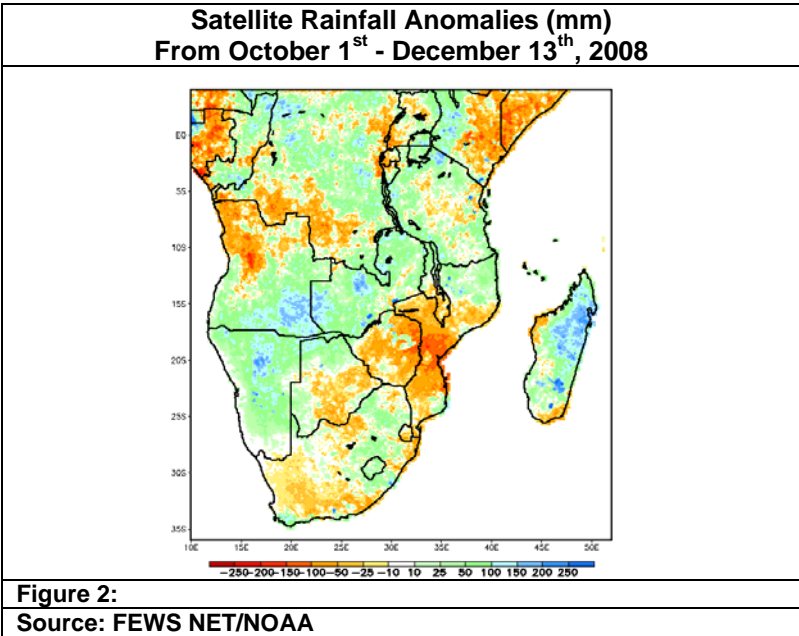 Satellite Rainfall Anomalies (mm)
From October 1st - December 13th, 2008
EQ
5S
10S
15S
20S
25S
30S
35S
10E 15E 20E 25E 30E 35E 40E 45E 50E
-250-200-150-100-50 -25 -10 10 25 50 100 150 200 250
Figure 2:
Source: FEWS NET/NOAA